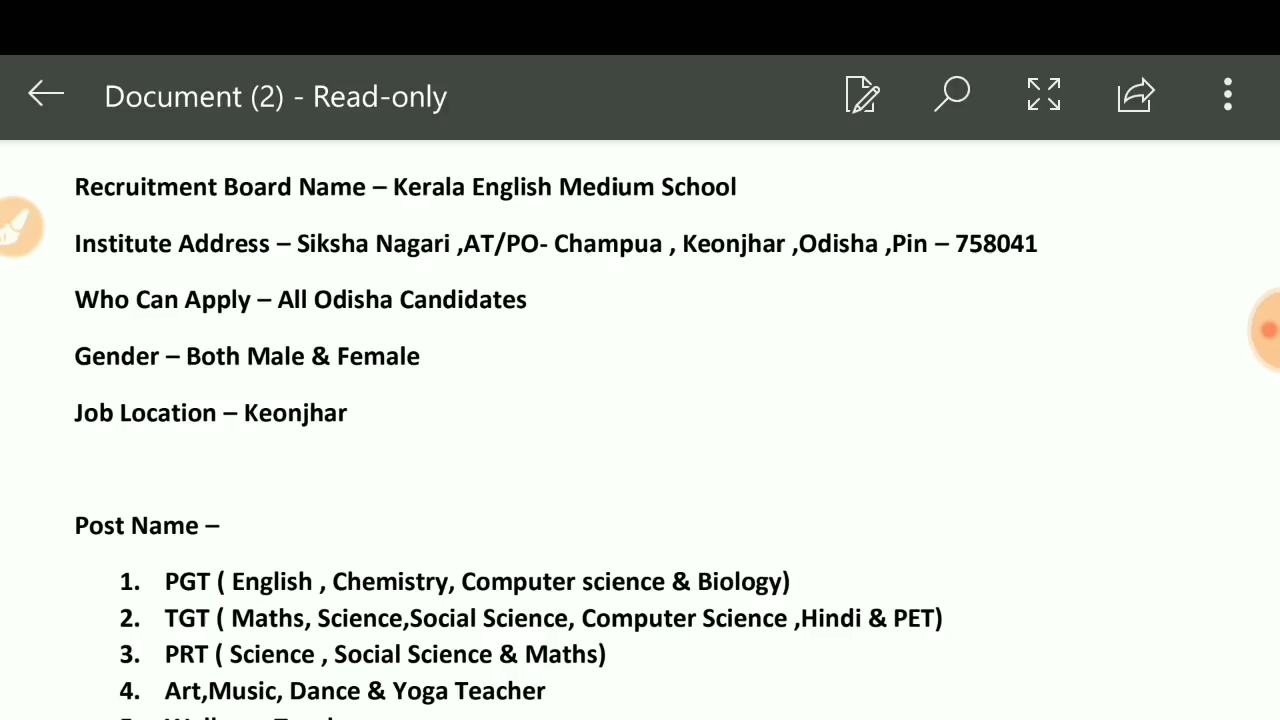 Document (2) - Read-only
Recruitment Board Name – Kerala English Medium School
Institute Address – Siksha Nagari ,AT/PO- Champua , Keonjhar ,Odisha ,Pin – 758041
Who Can Apply – All Odisha Candidates
Gender – Both Male & Female
Job Location – Keonjhar
Post Name –
1. PGT ( English , Chemistry, Computer science & Biology)
2. TGT ( Maths, Science,Social Science, Computer Science ,Hindi & PET)
3. PRT ( Science , Social Science & Maths)
4. Art,Music, Dance & Yoga Teacher